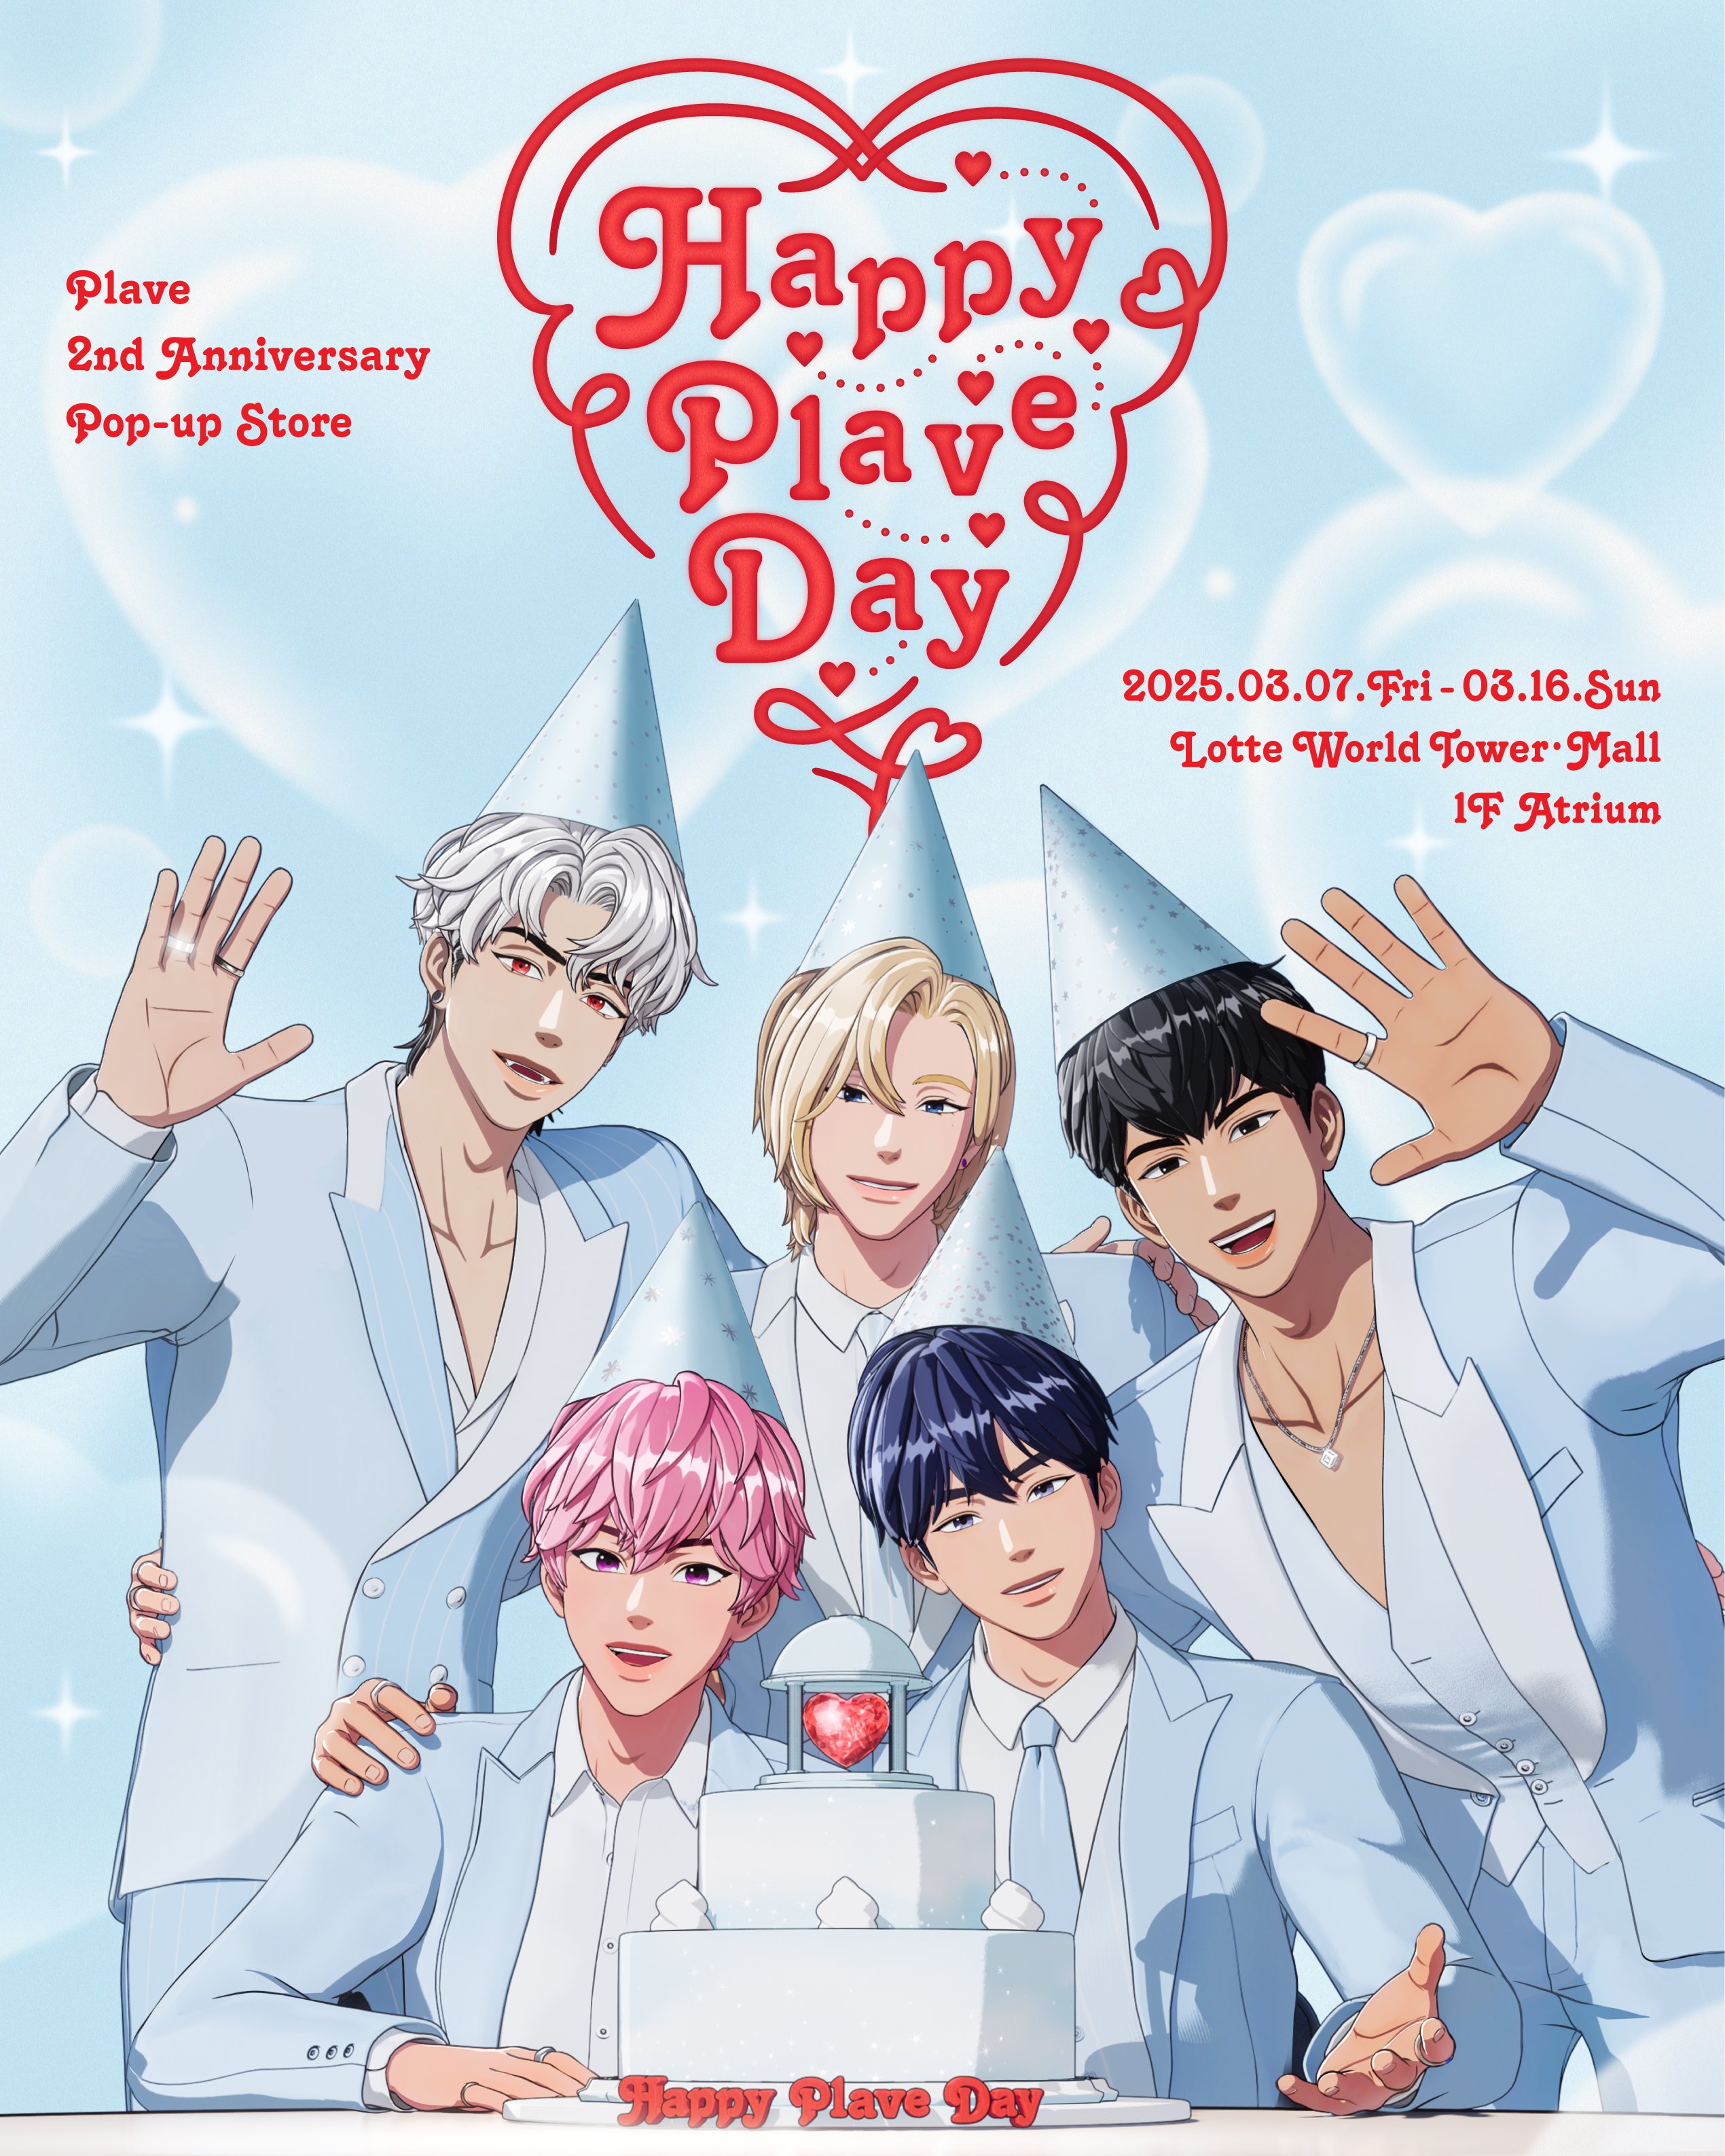 Happy
Plave
Day
Plave
2nd Anniversary
Pop-up Store
2025.03.07.Fri - 03.16.Sun
Lotte World Tower·Mall
1F Atrium
Happy Plave Day